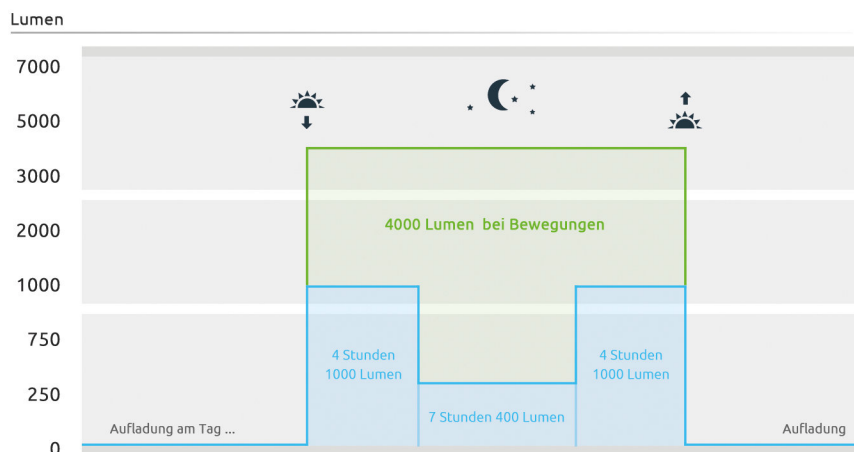 Lumen
7000
5000
3000
2000
1000
750
250
0
4000 Lumen bei Bewegungen
4 Stunden
1000 Lumen
7 Stunden 400 Lumen
4 Stunden
1000 Lumen
Aufladung am Tag ...
Aufladung